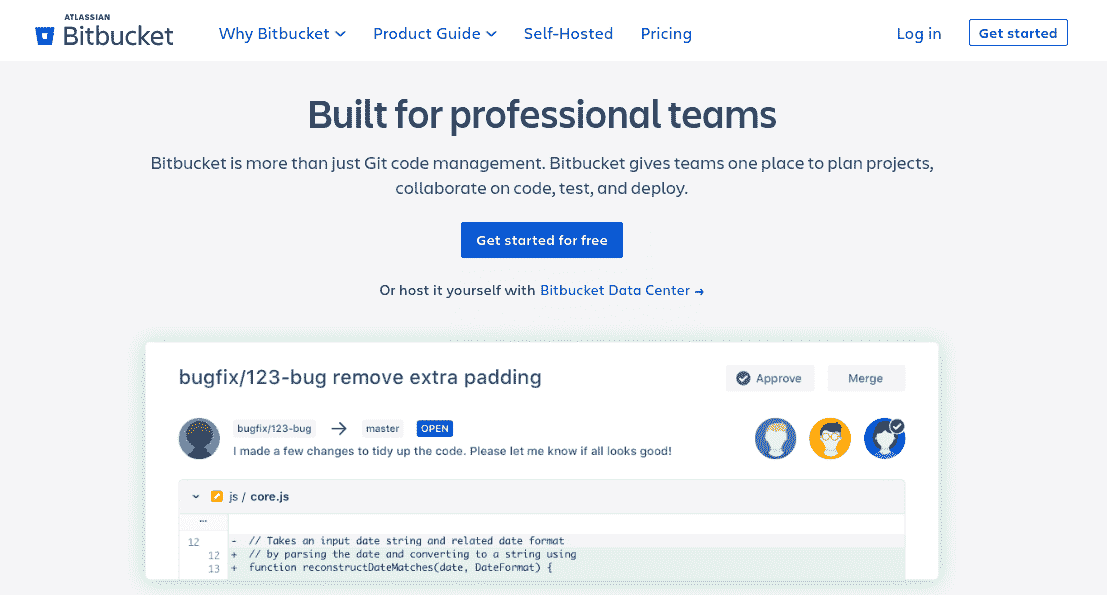 ATLASSIAN
Bitbucket
Why Bitbucket
Product Guide
Self-Hosted
Pricing
Log in
Get started
Built for professional teams
Bitbucket is more than just Git code management. Bitbucket gives teams one place to plan projects,
collaborate on code, test, and deploy.
Get started for free
Or host it yourself with Bitbucket Data Center →
bugfix/123-bug remove extra padding
Approve
Merge
bugfix/123-bug → master OPEN
I made a few changes to tidy up the code. Please let me know if all looks good!
js / core.js
...
12 - // Takes an input date string and related date format
12 + // by parsing the date and converting to a string using
13 + function reconstructDateMatches(date, DateFormat) {